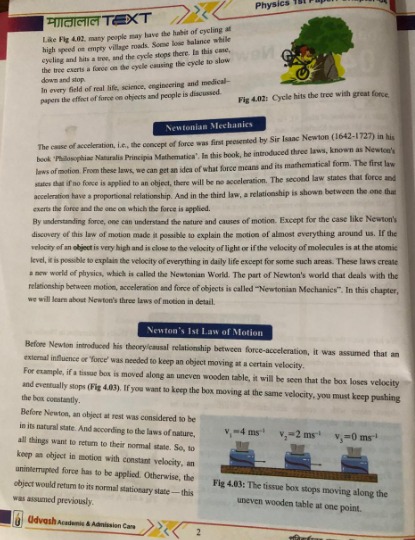 প্যারালাল TEXT
Physics 1st Paper
Like Fig 4.02, many people may have the habit of cycling at
high speed on empty village roads. Some lose balance while
cycling and hits a tree, and the cycle stops there. In this case,
the tree exerts a force on the cycle causing the cycle to slow
down and stop.
In every field of real life, science, engineering and medical–
papers the effect of force on objects and people is discussed.
Fig 4.02: Cycle hits the tree with great force.
Newtonian Mechanics
The cause of acceleration, i.e., the concept of force was first presented by Sir Isaac Newton (1642-1727) in his
book 'Philosophiae Naturalis Principia Mathematica'. In this book, he introduced three laws, known as Newton's
laws of motion. From these laws, we can get an idea of what force means and its mathematical form. The first law
states that if no force is applied to an object, there will be no acceleration. The second law states that force and
acceleration have a proportional relationship. And in the third law, a relationship is shown between the one that
exerts the force and the one on which the force is applied.
By understanding force, one can understand the nature and causes of motion. Except for the case like Newton's
discovery of this law of motion made it possible to explain the motion of almost everything around us. If the
velocity of an object is very high and is close to the velocity of light or if the velocity of molecules is at the atomic
level, it is possible to explain the velocity of everything in daily life except for some such areas. These laws create
a new world of physics, which is called the Newtonian World. The part of Newton's world that deals with the
relationship between motion, acceleration and force of objects is called "Newtonian Mechanics". In this chapter,
we will learn about Newton's three laws of motion in detail.
Newton's 1st Law of Motion
Before Newton introduced his theory/causal relationship between force-acceleration, it was assumed that an
external influence or 'force' was needed to keep an object moving at a certain velocity.
For example, if a tissue box is moved along an uneven wooden table, it will be seen that the box loses velocity
and eventually stops (Fig 4.03). If you want to keep the box moving at the same velocity, you must keep pushing
the box constantly.
Before Newton, an object at rest was considered to be
in its natural state. And according to the laws of nature,
all things want to return to their normal state. So, to
keep an object in motion with constant velocity, an
uninterrupted force has to be applied. Otherwise, the
object would return to its normal stationary state — this
was assumed previously.
v₁=4 ms⁻¹ v₂=2 ms⁻¹ v₃=0 ms⁻¹
Fig 4.03: The tissue box stops moving along the
uneven wooden table at one point.
Udvash Academic & Admission Care
2